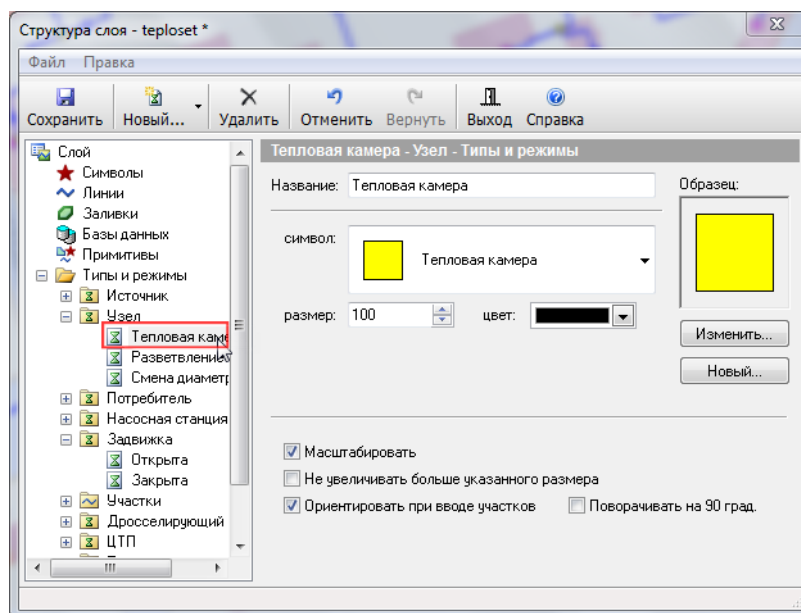 Структура слоя - teploset *
Файл Правка
Сохранить Новый... Удалить Отменить Вернуть Выход Справка
Слой
Символы
Линии
Заливки
Базы данных
Примитивы
Типы и режимы
Источник
Узел
Тепловая каме
Разветвление
Смена диаметр
Потребитель
Насосная станция
Задвижка
Открыта
Закрыта
Участки
Дросселирующий
ЦТП
Тепловая камера - Узел - Типы и режимы
Название: Тепловая камера
Образец:
символ: Тепловая камера
размер: 100 цвет:
Изменить...
Новый...
Масштабировать
Не увеличивать больше указанного размера
Ориентировать при вводе участков Поворачивать на 90 град.